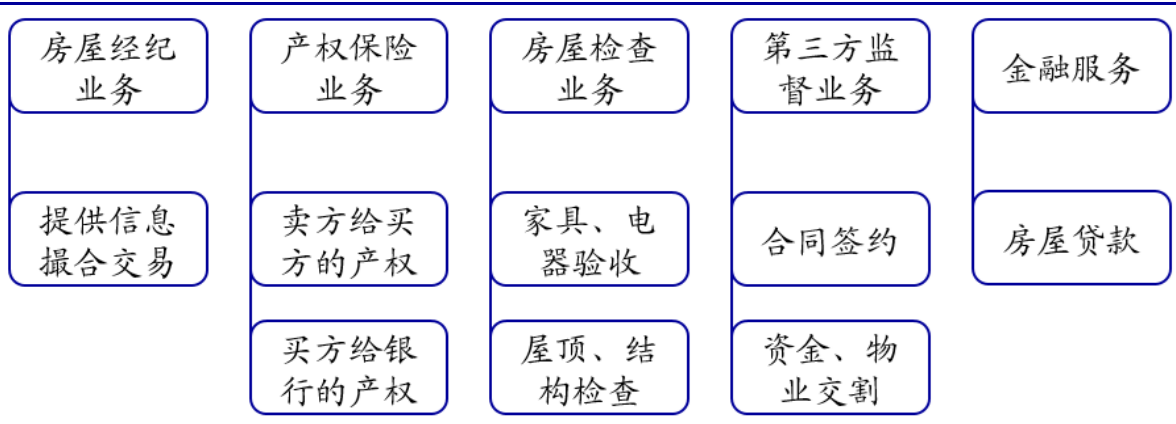 房屋经纪
业务
产权保险
业务
房屋检查
业务
第三方监
督业务
金融服务
提供信息
撮合交易
卖方给买
方的产权
家具、电
器验收
合同签约
房屋贷款
买方给银
行的产权
屋顶、结
构检查
资金、物
业交割